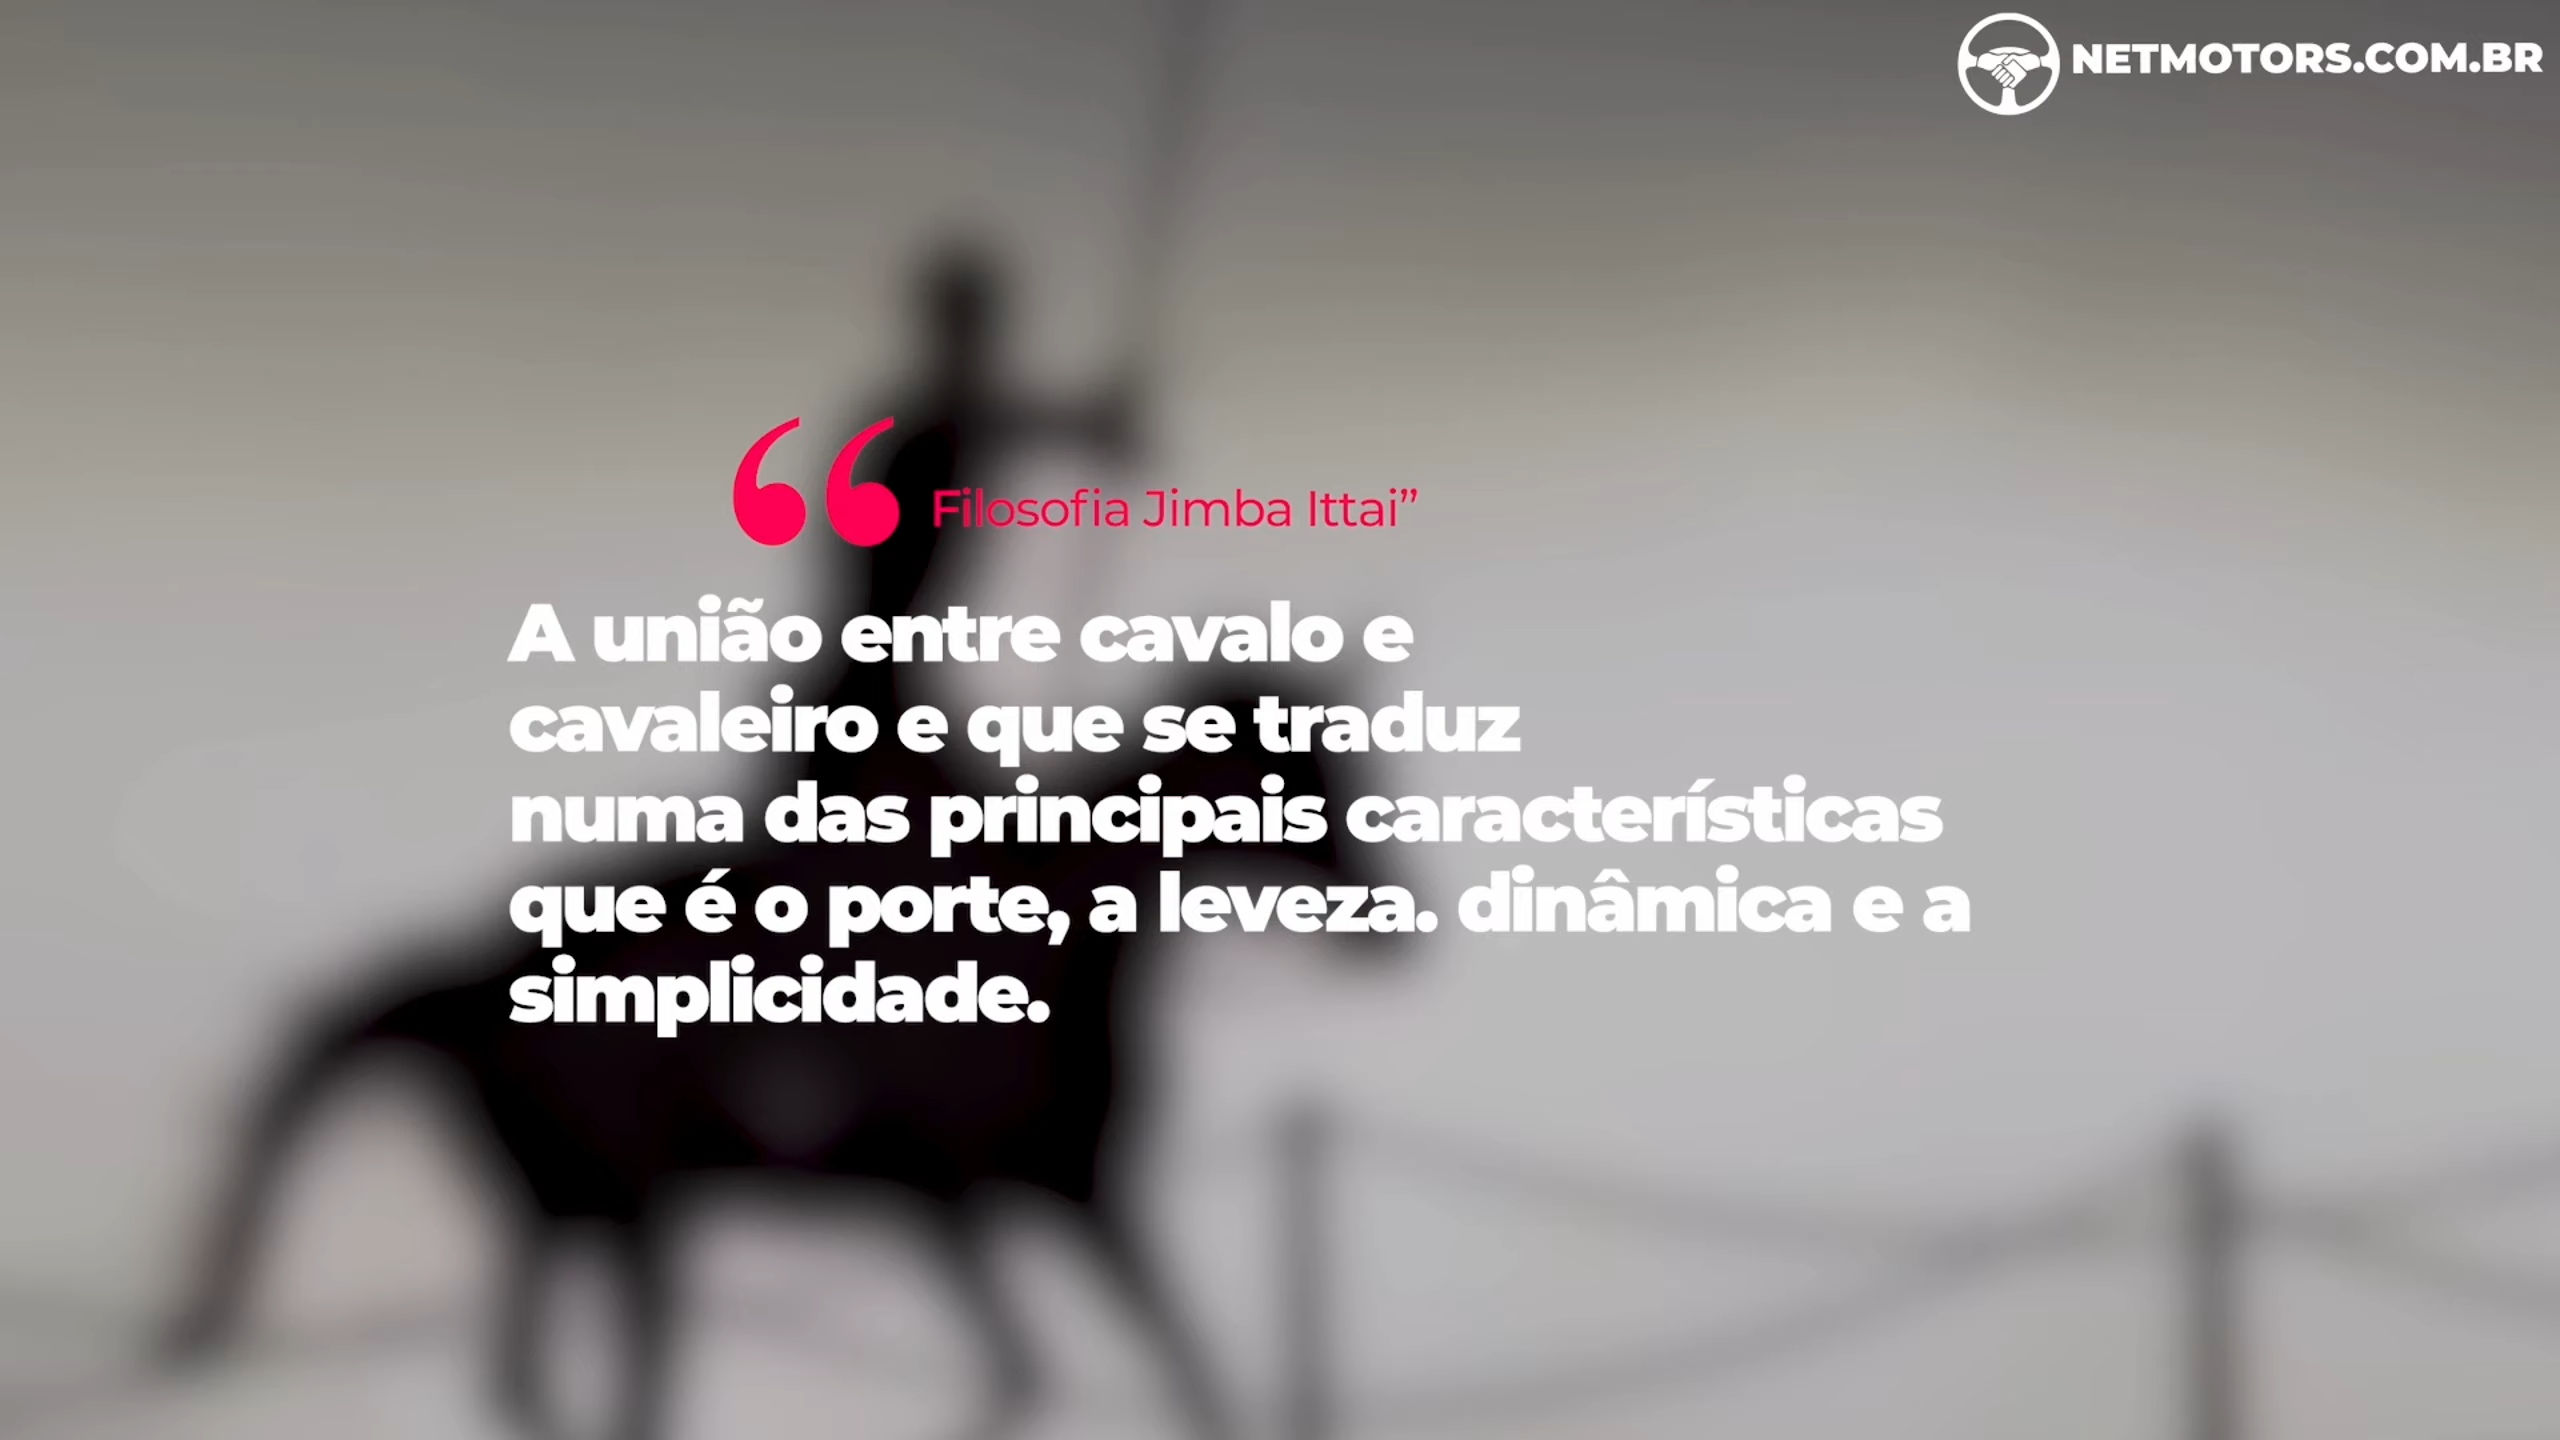 NETMOTORS.COM.BR
“ Filosofia Jimba Ittai”
A união entre cavalo e
cavaleiro e que se traduz
numa das principais características
que é o porte, a leveza. dinâmica e a
simplicidade.